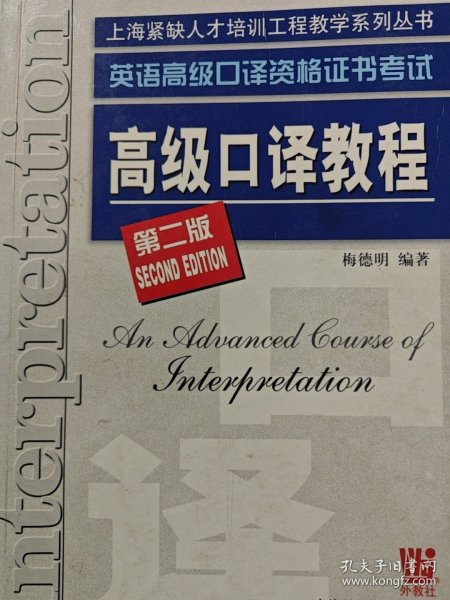 上海紧缺人才培训工程教学系列丛书
英语高级口译资格证书考试
高级口译教程
第二版
SECOND EDITION
梅德明 编著
An Advanced Course of
Interpretation
Interpretation
口
译
外教社
孔夫子旧书网
www.kongfz.com